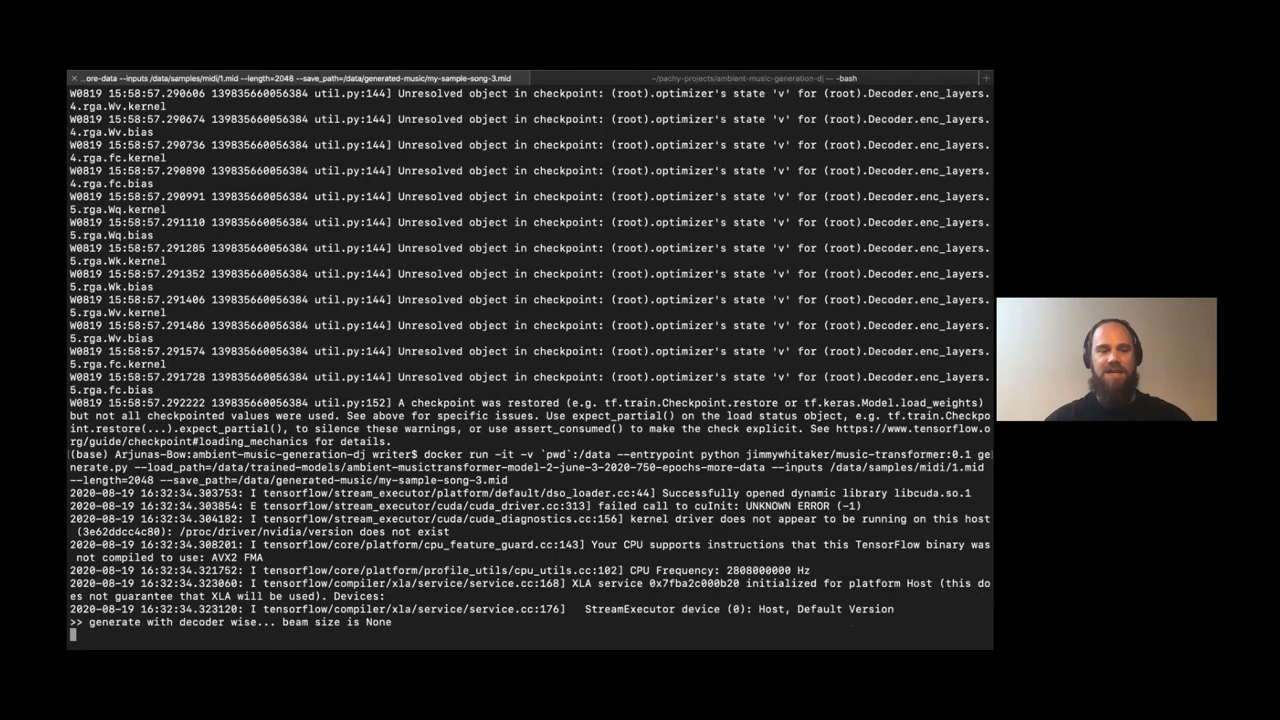 × ...ore-data --inputs /data/samples/midi/1.mid --length=2048 --save_path=/data/generated-music/my-sample-song-3.mid ~/pachy-projects/ambient-music-generation-dj — -bash +
W0819 15:58:57.290606 139835660056384 util.py:144] Unresolved object in checkpoint: (root).optimizer's state 'v' for (root).Decoder.enc_layers.
4.rga.Wv.kernel
W0819 15:58:57.290674 139835660056384 util.py:144] Unresolved object in checkpoint: (root).optimizer's state 'v' for (root).Decoder.enc_layers.
4.rga.Wv.bias
W0819 15:58:57.290736 139835660056384 util.py:144] Unresolved object in checkpoint: (root).optimizer's state 'v' for (root).Decoder.enc_layers.
4.rga.fc.kernel
W0819 15:58:57.290890 139835660056384 util.py:144] Unresolved object in checkpoint: (root).optimizer's state 'v' for (root).Decoder.enc_layers.
4.rga.fc.bias
W0819 15:58:57.290991 139835660056384 util.py:144] Unresolved object in checkpoint: (root).optimizer's state 'v' for (root).Decoder.enc_layers.
5.rga.Wq.kernel
W0819 15:58:57.291110 139835660056384 util.py:144] Unresolved object in checkpoint: (root).optimizer's state 'v' for (root).Decoder.enc_layers.
5.rga.Wq.bias
W0819 15:58:57.291285 139835660056384 util.py:144] Unresolved object in checkpoint: (root).optimizer's state 'v' for (root).Decoder.enc_layers.
5.rga.Wk.kernel
W0819 15:58:57.291352 139835660056384 util.py:144] Unresolved object in checkpoint: (root).optimizer's state 'v' for (root).Decoder.enc_layers.
5.rga.Wk.bias
W0819 15:58:57.291406 139835660056384 util.py:144] Unresolved object in checkpoint: (root).optimizer's state 'v' for (root).Decoder.enc_layers.
5.rga.Wv.kernel
W0819 15:58:57.291486 139835660056384 util.py:144] Unresolved object in checkpoint: (root).optimizer's state 'v' for (root).Decoder.enc_layers.
5.rga.Wv.bias
W0819 15:58:57.291574 139835660056384 util.py:144] Unresolved object in checkpoint: (root).optimizer's state 'v' for (root).Decoder.enc_layers.
5.rga.fc.kernel
W0819 15:58:57.291728 139835660056384 util.py:144] Unresolved object in checkpoint: (root).optimizer's state 'v' for (root).Decoder.enc_layers.
5.rga.fc.bias
W0819 15:58:57.292222 139835660056384 util.py:152] A checkpoint was restored (e.g. tf.train.Checkpoint.restore or tf.keras.Model.load_weights)
but not all checkpointed values were used. See above for specific issues. Use expect_partial() on the load status object, e.g. tf.train.Checkpo
int.restore(...).expect_partial(), to silence these warnings, or use assert_consumed() to make the check explicit. See https://www.tensorflow.o
rg/guide/checkpoint#loading_mechanics for details.
(base) Arjunas-Bow:ambient-music-generation-dj writer$ docker run -it -v `pwd`:/data --entrypoint python jimmywhitaker/music-transformer:0.1 ge
nerate.py --load_path=/data/trained-models/ambient-musictransformer-model-2-june-3-2020-750-epochs-more-data --inputs /data/samples/midi/1.mid
--length=2048 --save_path=/data/generated-music/my-sample-song-3.mid
2020-08-19 16:32:34.303753: I tensorflow/stream_executor/platform/default/dso_loader.cc:44] Successfully opened dynamic library libcuda.so.1
2020-08-19 16:32:34.303854: E tensorflow/stream_executor/cuda/cuda_driver.cc:313] failed call to cuInit: UNKNOWN ERROR (-1)
2020-08-19 16:32:34.304182: I tensorflow/stream_executor/cuda/cuda_diagnostics.cc:156] kernel driver does not appear to be running on this host
(3e62ddcc4c80): /proc/driver/nvidia/version does not exist
2020-08-19 16:32:34.308201: I tensorflow/core/platform/cpu_feature_guard.cc:143] Your CPU supports instructions that this TensorFlow binary was
not compiled to use: AVX2 FMA
2020-08-19 16:32:34.321752: I tensorflow/core/platform/profile_utils/cpu_utils.cc:102] CPU Frequency: 2808000000 Hz
2020-08-19 16:32:34.323060: I tensorflow/compiler/xla/service/service.cc:168] XLA service 0x7fba2c000b20 initialized for platform Host (this do
es not guarantee that XLA will be used). Devices:
2020-08-19 16:32:34.323120: I tensorflow/compiler/xla/service/service.cc:176] StreamExecutor device (0): Host, Default Version
>> generate with decoder wise... beam size is None